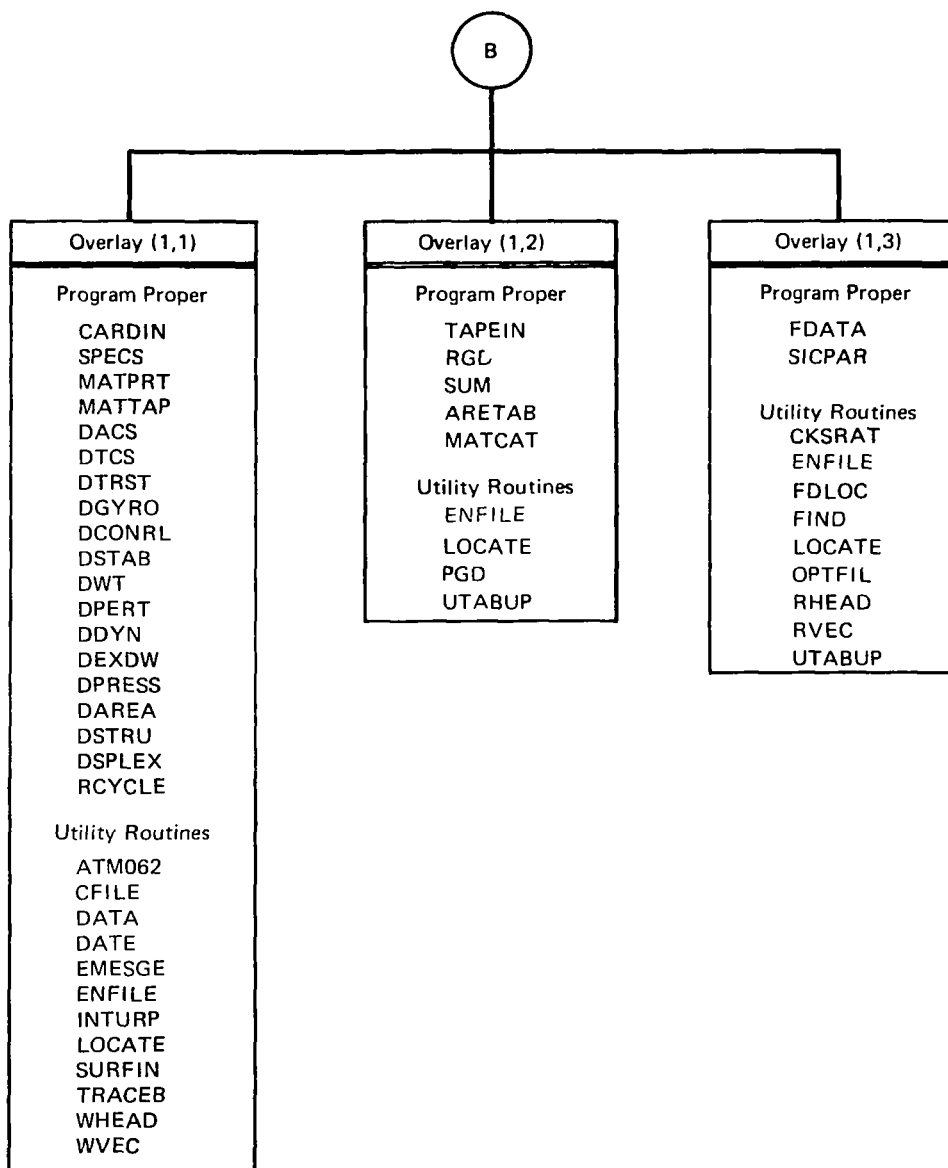 B
Overlay (1,1)
Program Proper
CARDIN
SPECS
MATPRT
MATTAP
DACS
DTCS
DTRST
DGYRO
DCONRL
DSTAB
DWT
DPERT
DDYN
DEXDW
DPRESS
DAREA
DSTRU
DSPLEX
RCYCLE
Utility Routines
ATM062
CFILE
DATA
DATE
EMESGE
ENFILE
INTURP
LOCATE
SURFIN
TRACEB
WHEAD
WVEC
Overlay (1,2)
Program Proper
TAPEIN
RGD
SUM
ARETAB
MATCAT
Utility Routines
ENFILE
LOCATE
PGD
UTABUP
Overlay (1,3)
Program Proper
FDATA
SICPAR
Utility Routines
CKSRAT
ENFILE
FDLOC
FIND
LOCATE
OPTFIL
RHEAD
RVEC
UTABUP